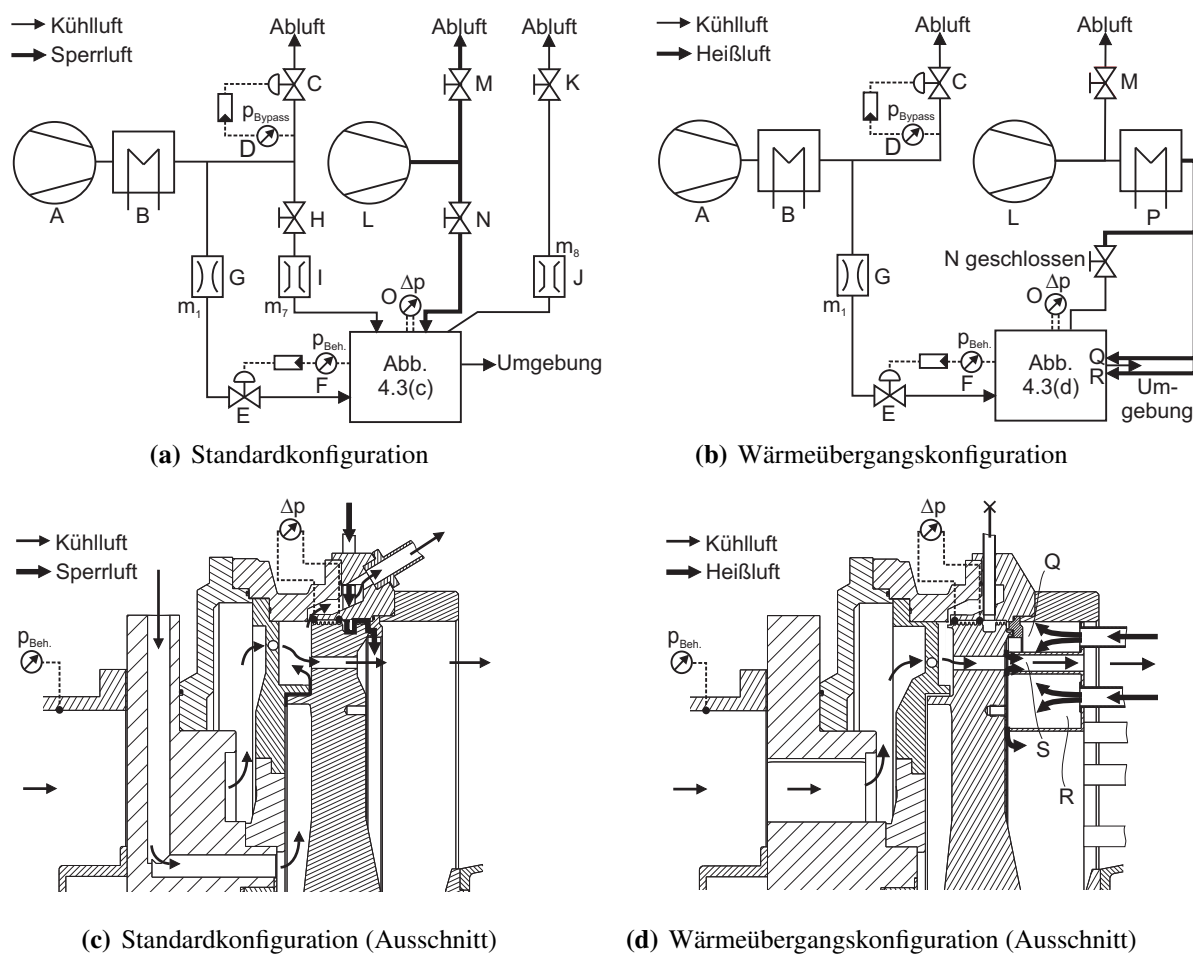 Kühlluft
Sperrluft
Abluft
Abluft
Abluft
C
M
K
pBypass
D
A
B
L
H
N
G
I
J
m₁
m₇
m₈
O
Δp
pBeh.
F
E
Abb.
4.3(c)
Umgebung
(a) Standardkonfiguration
Kühlluft
Heißluft
Abluft
Abluft
C
M
pBypass
D
A
B
L
P
N geschlossen
G
m₁
O
Δp
pBeh.
F
E
Abb.
4.3(d)
Q
R
Um-
gebung
(b) Wärmeübergangskonfiguration
Kühlluft
Sperrluft
Δp
pBeh.
(c) Standardkonfiguration (Ausschnitt)
Kühlluft
Heißluft
Δp
Q
pBeh.
S
R
(d) Wärmeübergangskonfiguration (Ausschnitt)